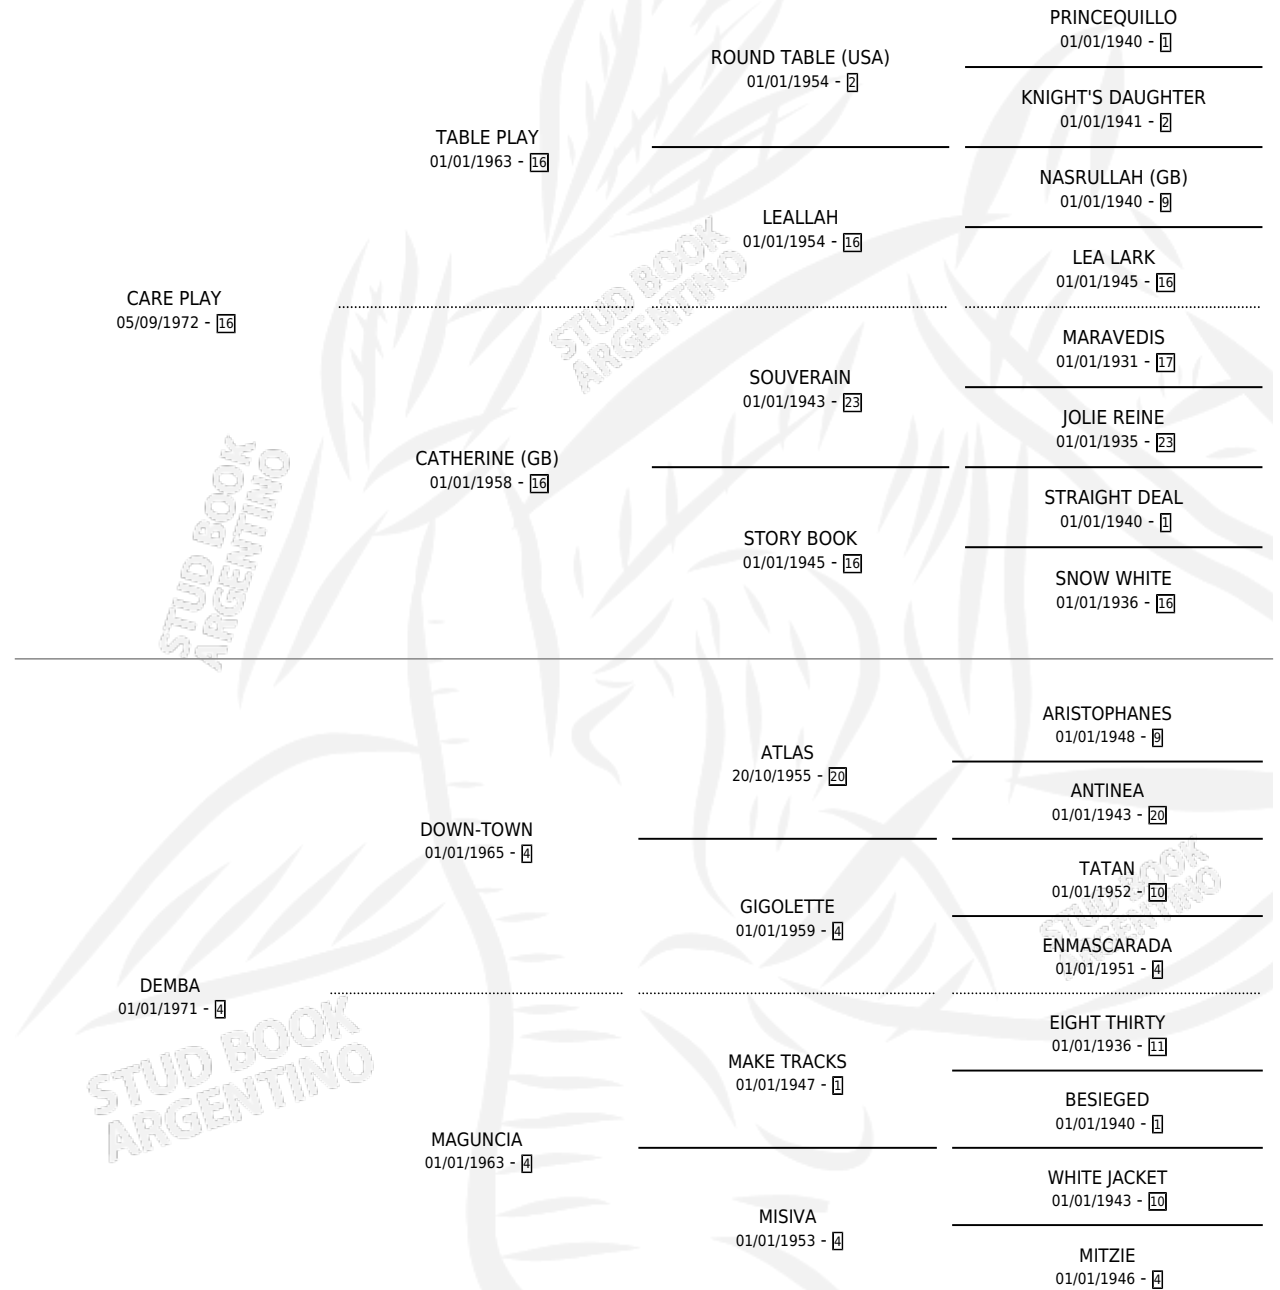 PRINCEQUILLO
01/01/1940 - 1
ROUND TABLE (USA)
01/01/1954 - 2
KNIGHT'S DAUGHTER
01/01/1941 - 2
TABLE PLAY
01/01/1963 - 16
NASRULLAH (GB)
01/01/1940 - 9
LEALLAH
01/01/1954 - 16
LEA LARK
01/01/1945 - 16
CARE PLAY
05/09/1972 - 16
MARAVEDIS
01/01/1931 - 17
SOUVERAIN
01/01/1943 - 23
JOLIE REINE
01/01/1935 - 23
CATHERINE (GB)
01/01/1958 - 16
STRAIGHT DEAL
01/01/1940 - 1
STORY BOOK
01/01/1945 - 16
SNOW WHITE
01/01/1936 - 16
ARISTOPHANES
01/01/1948 - 9
ATLAS
20/10/1955 - 20
ANTINEA
01/01/1943 - 20
DOWN-TOWN
01/01/1965 - 4
TATAN
01/01/1952 - 10
GIGOLETTE
01/01/1959 - 4
ENMASCARADA
01/01/1951 - 4
DEMBA
01/01/1971 - 4
EIGHT THIRTY
01/01/1936 - 11
MAKE TRACKS
01/01/1947 - 1
BESIEGED
01/01/1940 - 1
MAGUNCIA
01/01/1963 - 4
WHITE JACKET
01/01/1943 - 10
MISIVA
01/01/1953 - 4
MITZIE
01/01/1946 - 4
STUD BOOK
ARGENTINO
STUD BOOK
ARGENTINO
STUD BOOK
ARGENTINO
STUD BOOK
ARGENTINO